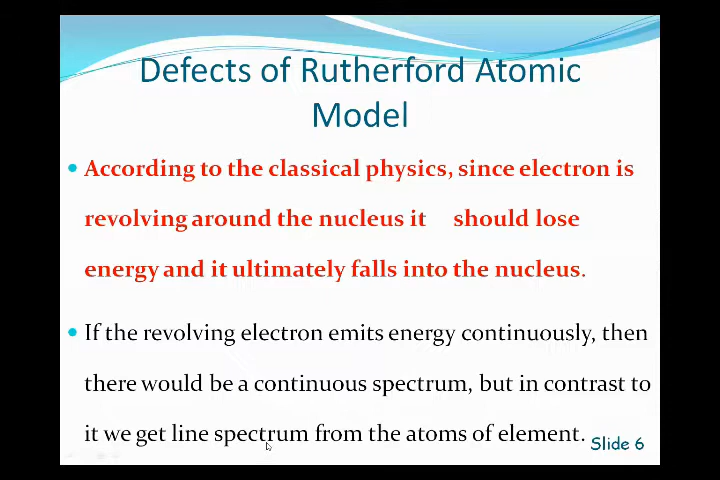 Defects of Rutherford Atomic
Model
According to the classical physics, since electron is
revolving around the nucleus it should lose
energy and it ultimately falls into the nucleus.
If the revolving electron emits energy continuously, then
there would be a continuous spectrum, but in contrast to
it we get line spectrum from the atoms of element.
Slide 6